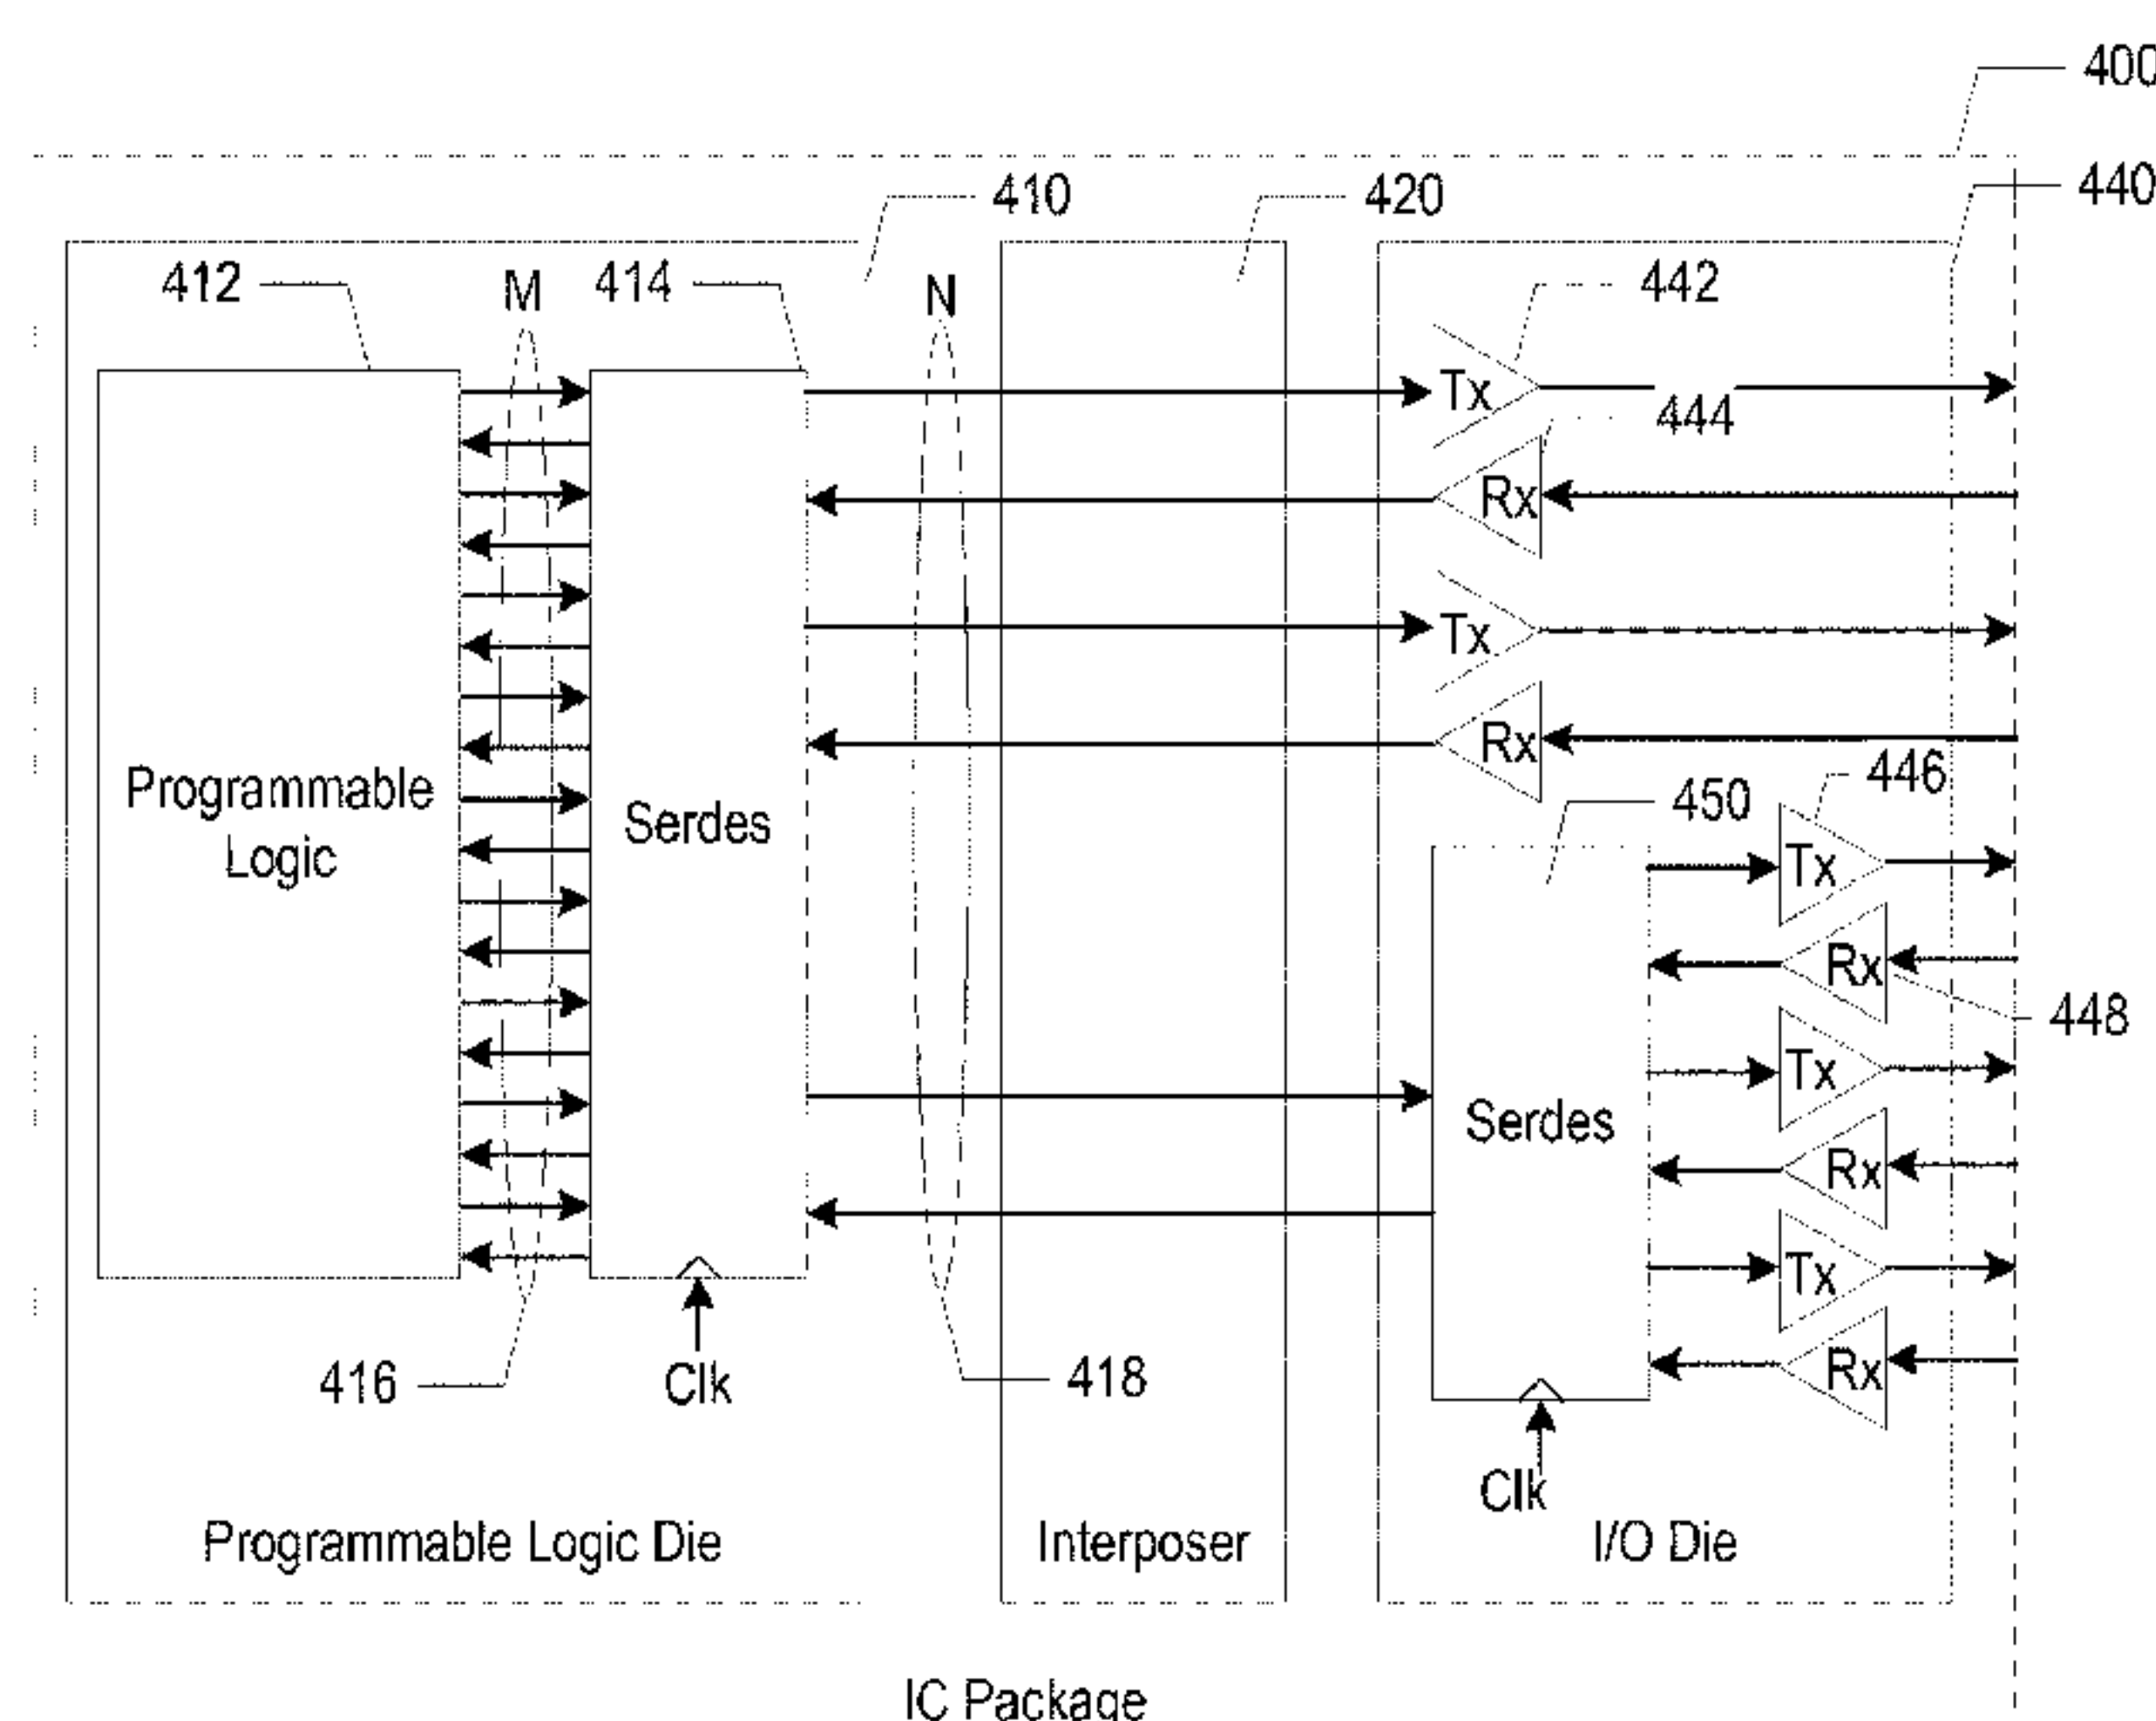 400
440
410
420
412
M
414
N
442
Tx
444
Rx
Tx
Rx
446
450
Programmable
Logic
Serdes
Tx
Rx
448
Tx
Serdes
Rx
Tx
Rx
416
Clk
418
Clk
Programmable Logic Die
Interposer
I/O Die
IC Package